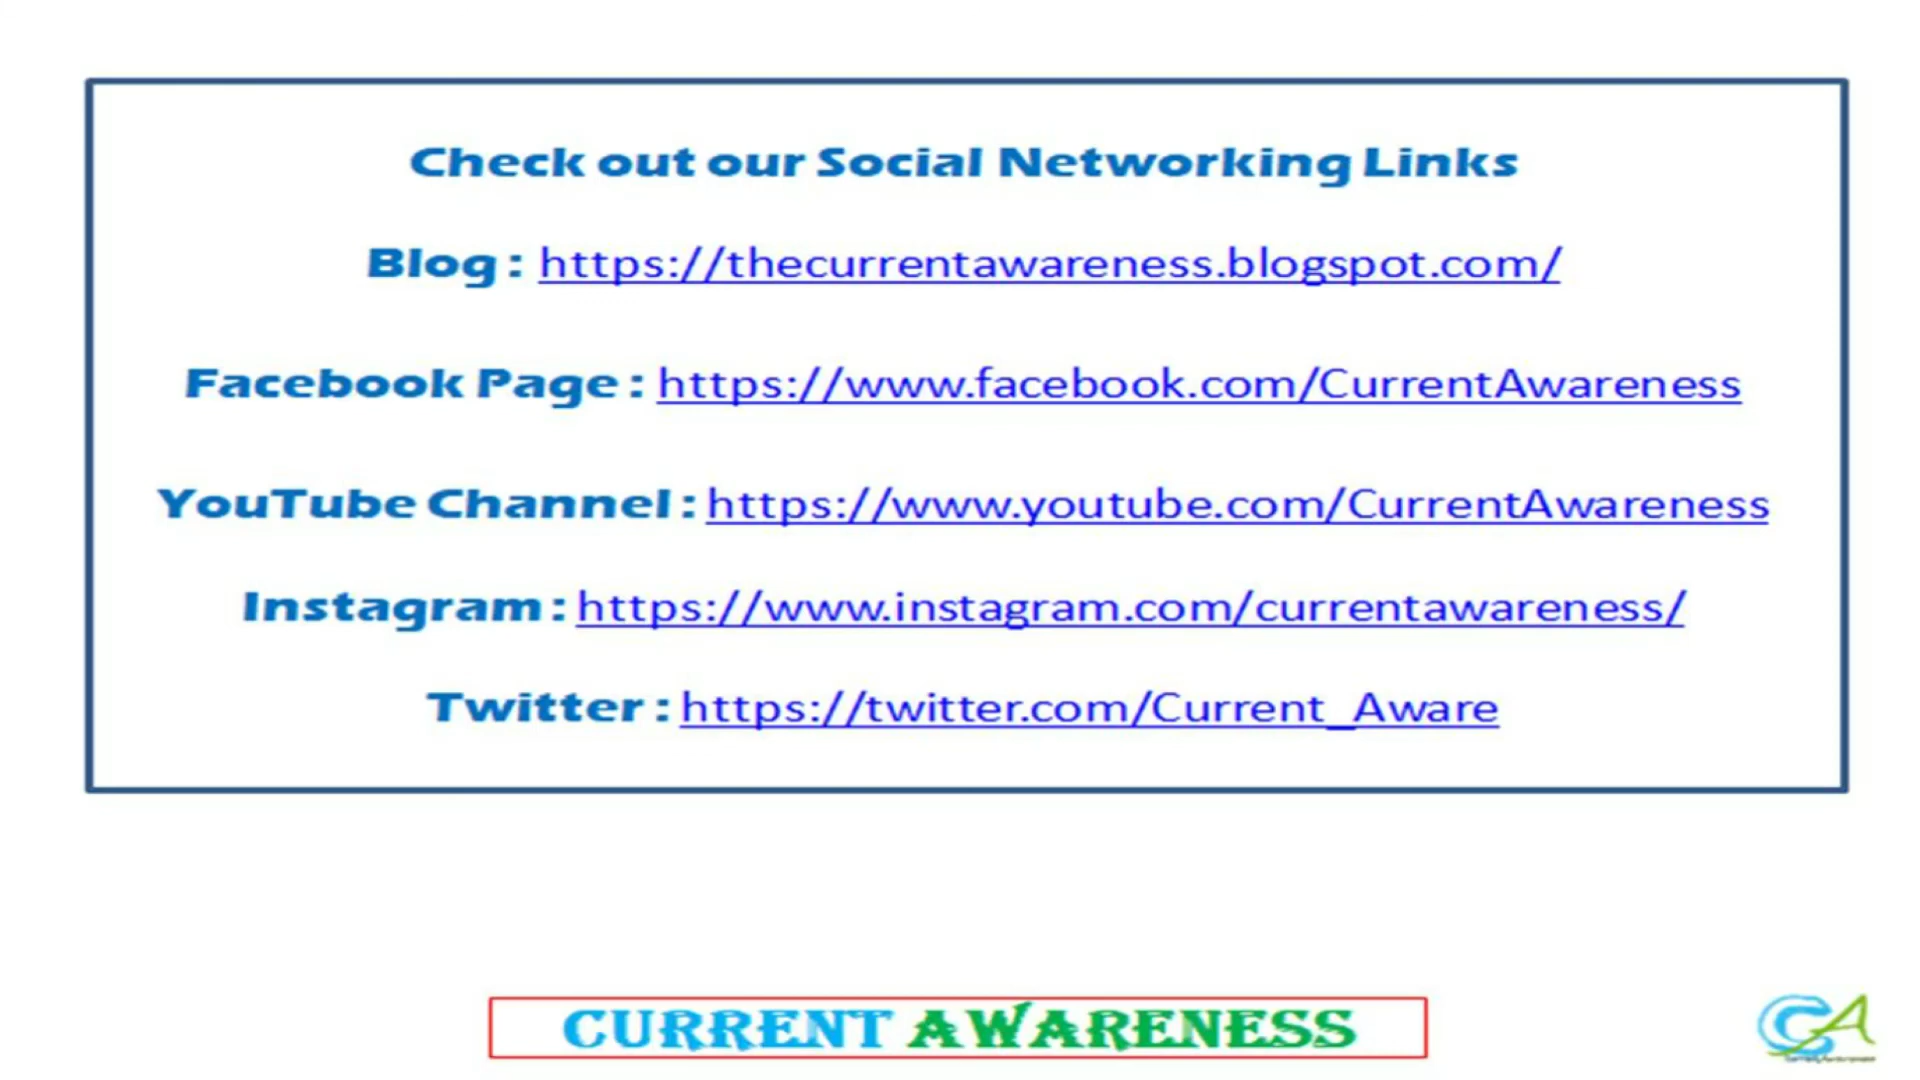 Check out our Social Networking Links
Blog : https://thecurrentawareness.blogspot.com/
Facebook Page : https://www.facebook.com/CurrentAwareness
YouTube Channel : https://www.youtube.com/CurrentAwareness
Instagram : https://www.instagram.com/currentawareness/
Twitter : https://twitter.com/Current_Aware
CURRENT AWARENESS